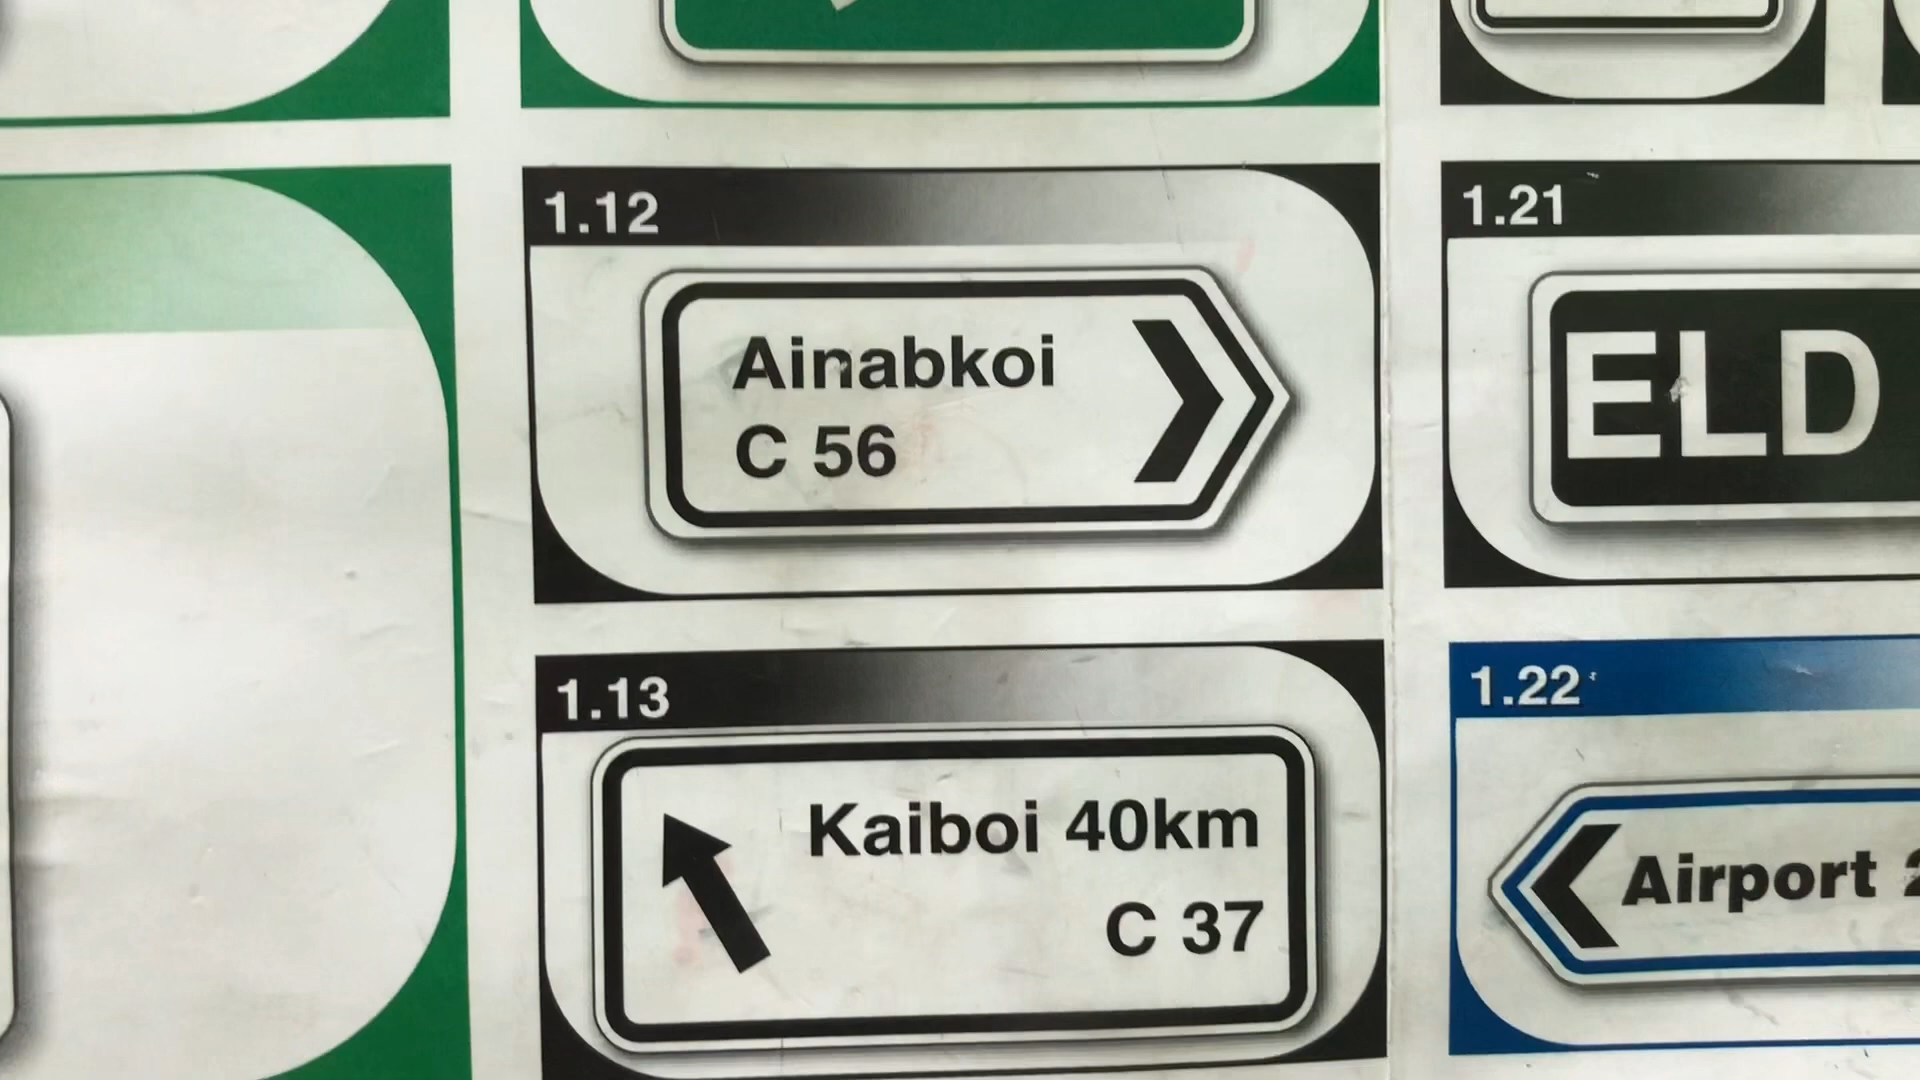 1.12
Ainabkoi
C 56
1.13
Kaiboi 40km
C 37
1.21
ELD
1.22
Airport